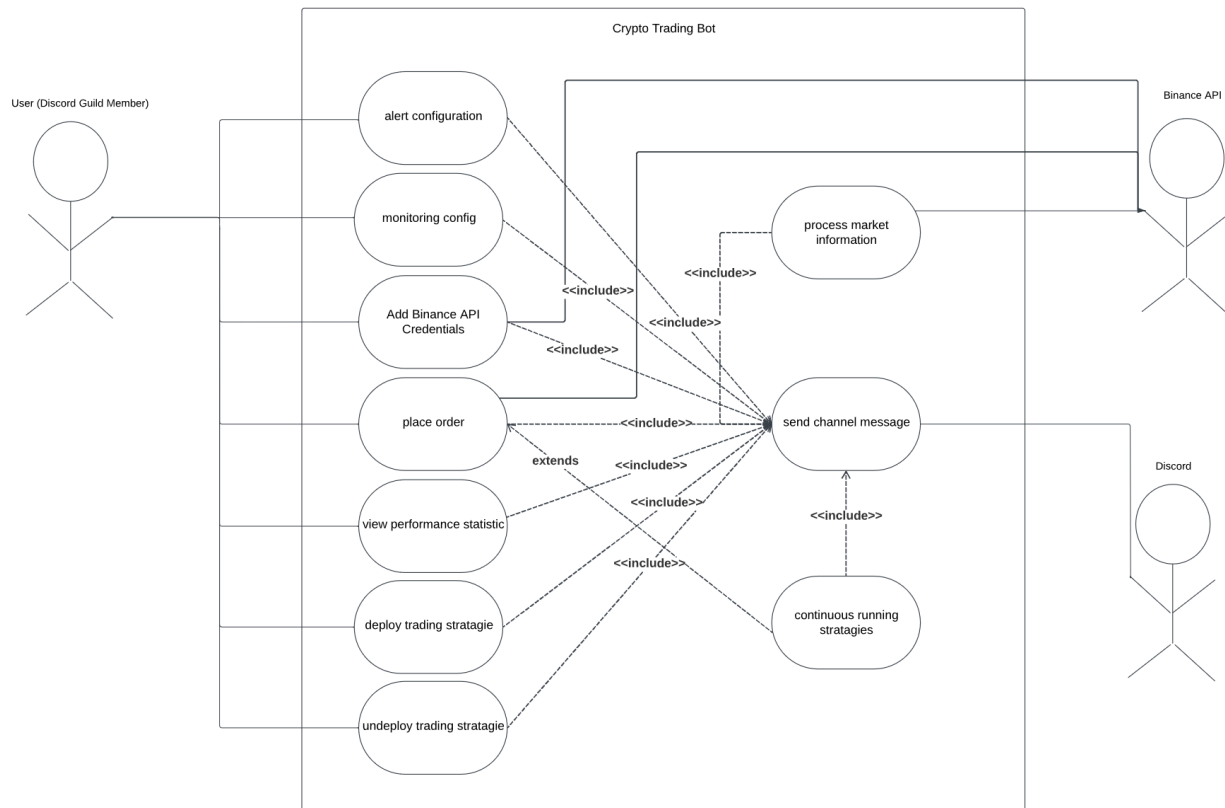 Crypto Trading Bot
User (Discord Guild Member)
Binance API
alert configuration
monitoring config
process market
information
<<include>>
<<include>>
Add Binance API
Credentials
<<include>>
<<include>>
place order
<<include>>
send channel message
extends
<<include>>
Discord
<<include>>
<<include>>
view performance statistic
<<include>>
deploy trading stratagie
continuous running
stratagies
undeploy trading stratagie